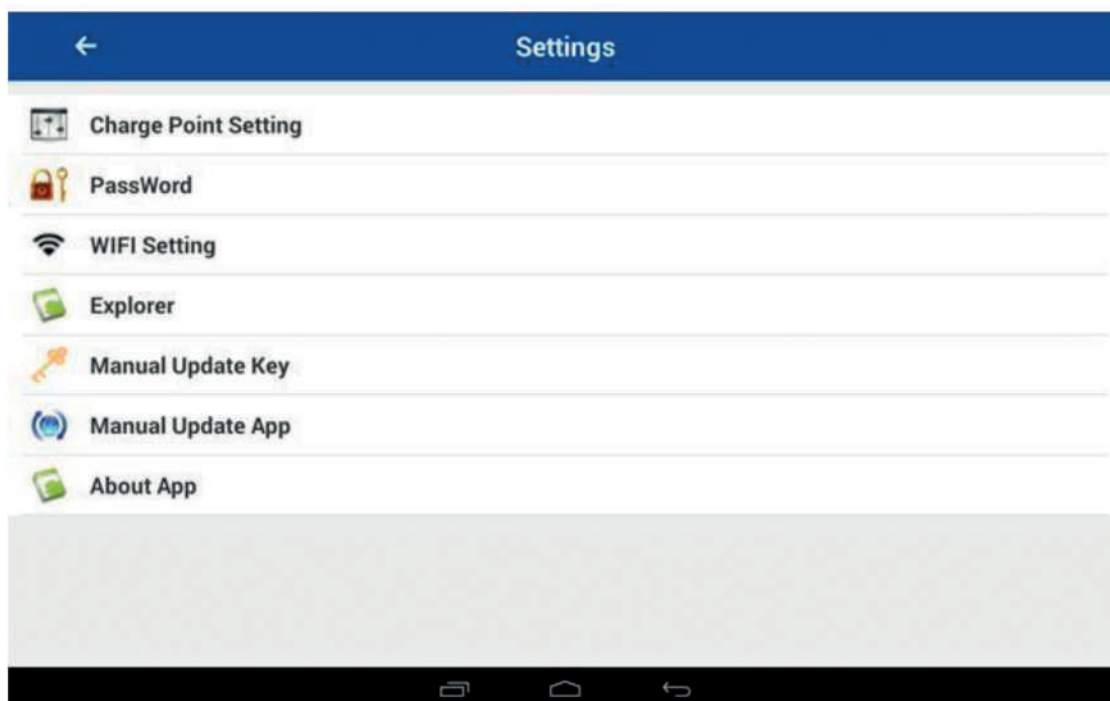 Settings
Charge Point Setting
PassWord
WIFI Setting
Explorer
Manual Update Key
Manual Update App
About App